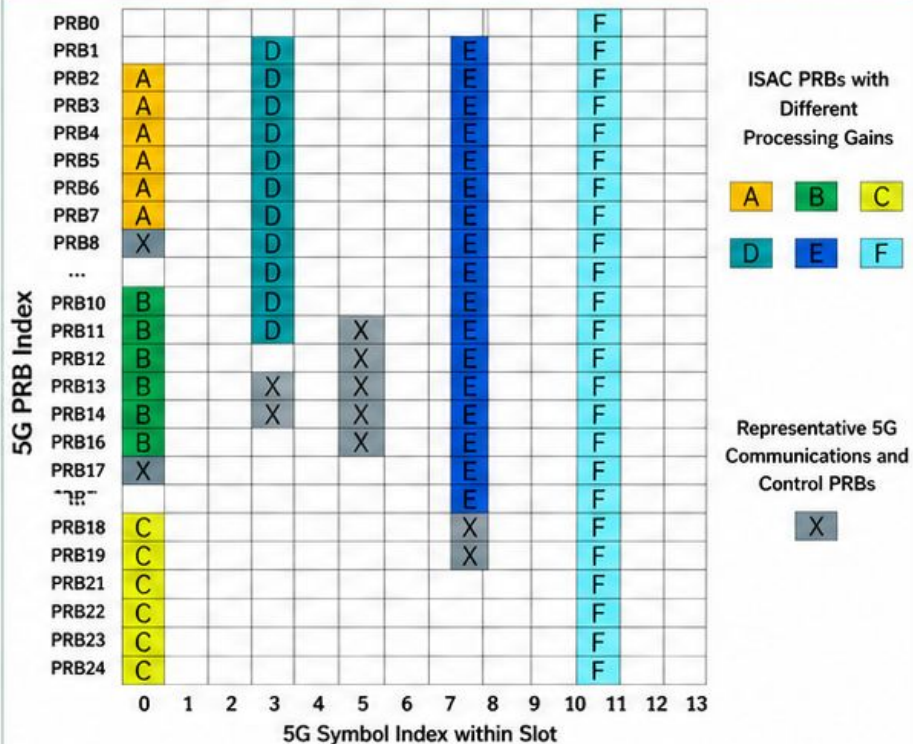 PRB0 F
PRB1 D E F
PRB2 A D E F
PRB3 A D E F
PRB4 A D E F
PRB5 A D E F
PRB6 A D E F
PRB7 A D E F
PRB8 X D E F
... D E F
PRB10 B D E F
PRB11 B D X E F
PRB12 B X E F
PRB13 B X X E F
PRB14 B X X E F
PRB16 B X E F
PRB17 X E F
E F
PRB18 C X F
PRB19 C X F
PRB21 C F
PRB22 C F
PRB23 C F
PRB24 C F
0 1 2 3 4 5 6 7 8 9 10 11 12 13
5G Symbol Index within Slot
5G PRB Index
ISAC PRBs with
Different
Processing Gains
A B C
D E F
Representative 5G
Communications and
Control PRBs
X